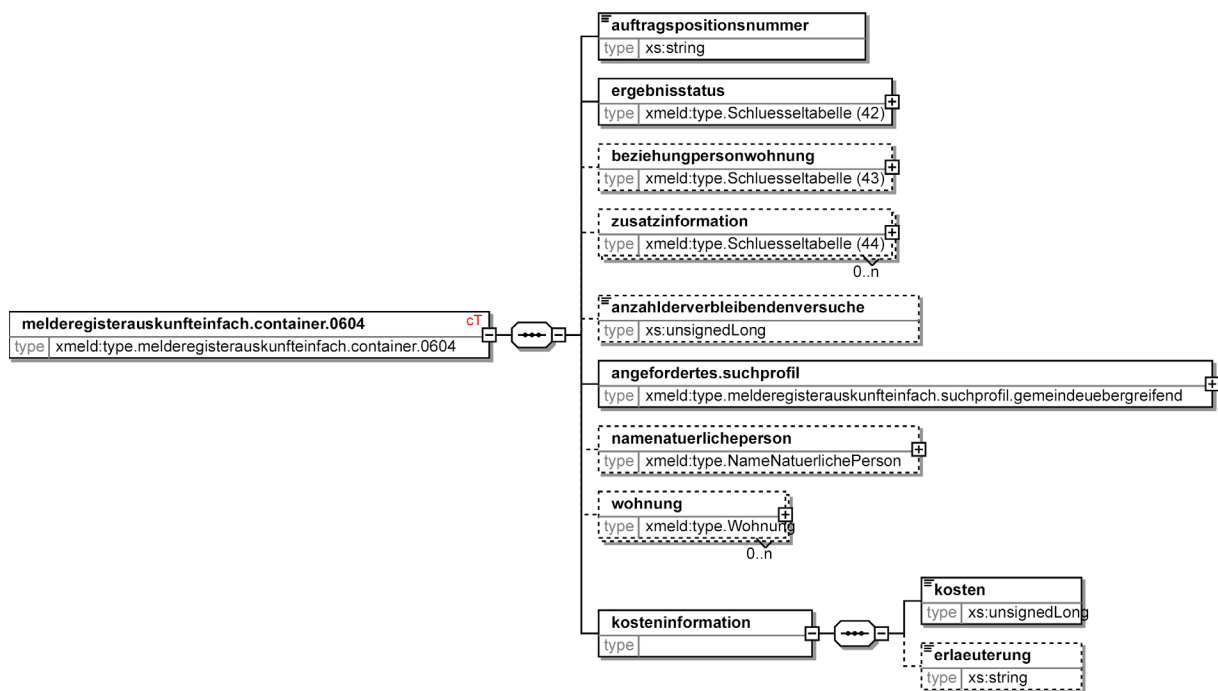 auftragspositionsnummer
type xs:string
ergebnisstatus
type xmeld:type.Schluesseltabelle (42)
beziehungpersonwohnung
type xmeld:type.Schluesseltabelle (43)
zusatzinformation
type xmeld:type.Schluesseltabelle (44)
0..n
anzahlderverbleibendenversuche
type xs:unsignedLong
melderegisterauskunfteinfach.container.0604 cT
type xmeld:type.melderegisterauskunfteinfach.container.0604
angefordertes.suchprofil
type xmeld:type.melderegisterauskunfteinfach.suchprofil.gemeindeuebergreifend
namenatuerlicheperson
type xmeld:type.NameNatuerlichePerson
wohnung
type xmeld:type.Wohnung
0..n
kosteninformation
type
kosten
type xs:unsignedLong
erlaeuterung
type xs:string